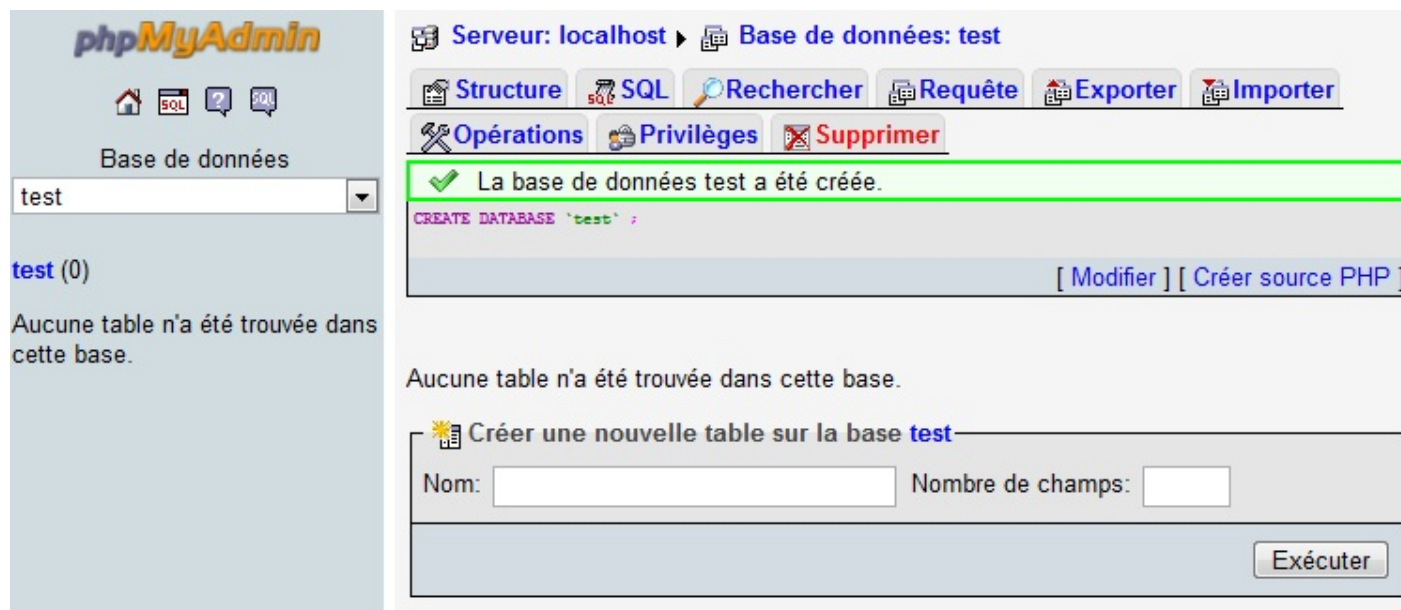 phpMyAdmin
SQL
SQL
Base de données
test
test (0)
Aucune table n'a été trouvée dans
cette base.
Serveur: localhost ▸ Base de données: test
Structure SQL Rechercher Requête Exporter Importer
Opérations Privilèges Supprimer
La base de données test a été créée.
CREATE DATABASE `test` ;
[ Modifier ] [ Créer source PHP ]
Aucune table n'a été trouvée dans cette base.
Créer une nouvelle table sur la base test
Nom: Nombre de champs:
Exécuter